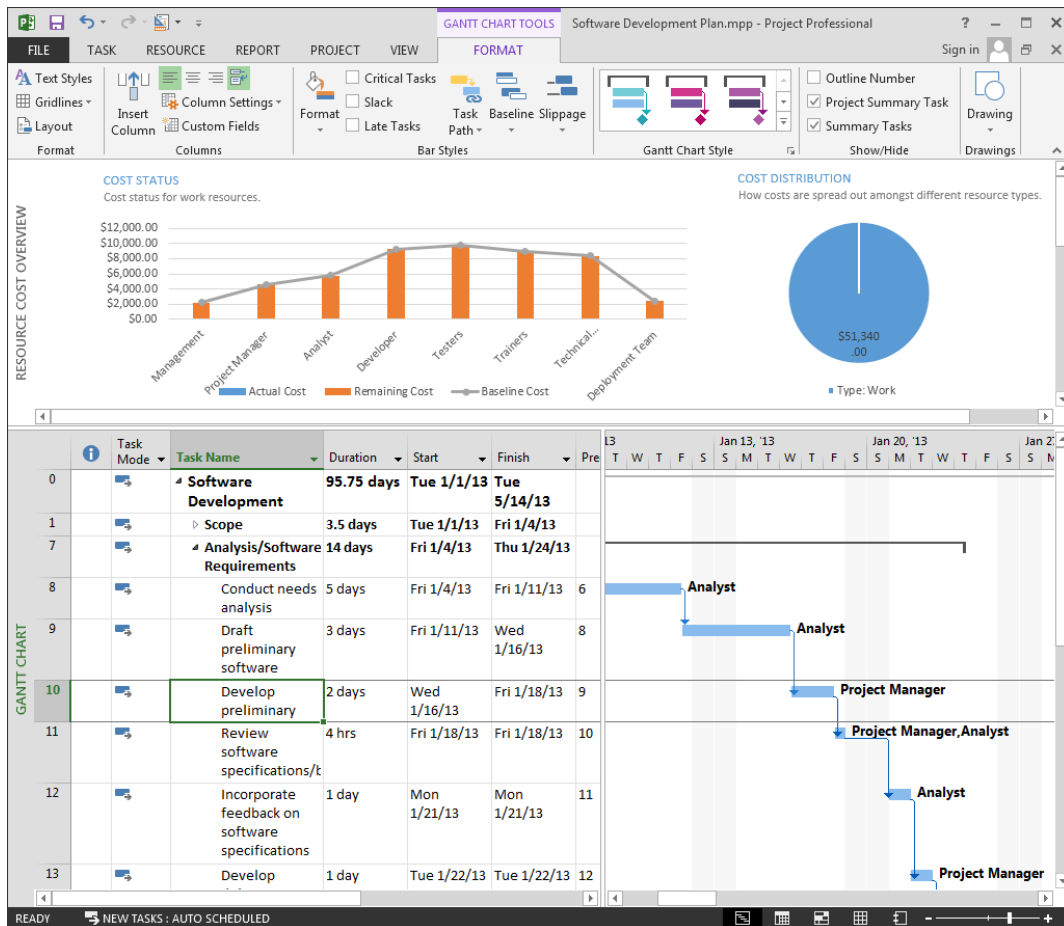 GANTT CHART TOOLS
Software Development Plan.mpp - Project Professional
?
FILE TASK RESOURCE REPORT PROJECT VIEW FORMAT
Sign in
Text Styles
Gridlines
Layout
Format
Insert
Column
Column Settings
Custom Fields
Columns
Format
Critical Tasks
Slack
Late Tasks
Task
Path
Baseline
Slippage
Bar Styles
Gantt Chart Style
Outline Number
Project Summary Task
Summary Tasks
Show/Hide
Drawing
Drawings
RESOURCE COST OVERVIEW
COST STATUS
Cost status for work resources.
$12,000.00
$10,000.00
$8,000.00
$6,000.00
$4,000.00
$2,000.00
$0.00
Management
Project Manager
Analyst
Developer
Testers
Trainers
Technical...
Deployment Team
Actual Cost Remaining Cost Baseline Cost
COST DISTRIBUTION
How costs are spread out amongst different resource types.
$51,340
.00
Type: Work
GANTT CHART
Task
Mode
Task Name Duration Start Finish Pre
13 Jan 13, '13 Jan 20, '13 Jan 27
T W T F S S M T W T F S S M T W T F S S M
0 Software 95.75 days Tue 1/1/13 Tue
Development 5/14/13
1 Scope 3.5 days Tue 1/1/13 Fri 1/4/13
7 Analysis/Software 14 days Fri 1/4/13 Thu 1/24/13
Requirements
8 Conduct needs 5 days Fri 1/4/13 Fri 1/11/13 6
analysis
Analyst
9 Draft 3 days Fri 1/11/13 Wed 8
preliminary 1/16/13
software
Analyst
10 Develop 2 days Wed Fri 1/18/13 9
preliminary 1/16/13
Project Manager
11 Review 4 hrs Fri 1/18/13 Fri 1/18/13 10
software
specifications/b
Project Manager,Analyst
12 Incorporate 1 day Mon Mon 11
feedback on 1/21/13 1/21/13
software
specifications
Analyst
13 Develop 1 day Tue 1/22/13 Tue 1/22/13 12
Project Manager
READY NEW TASKS : AUTO SCHEDULED